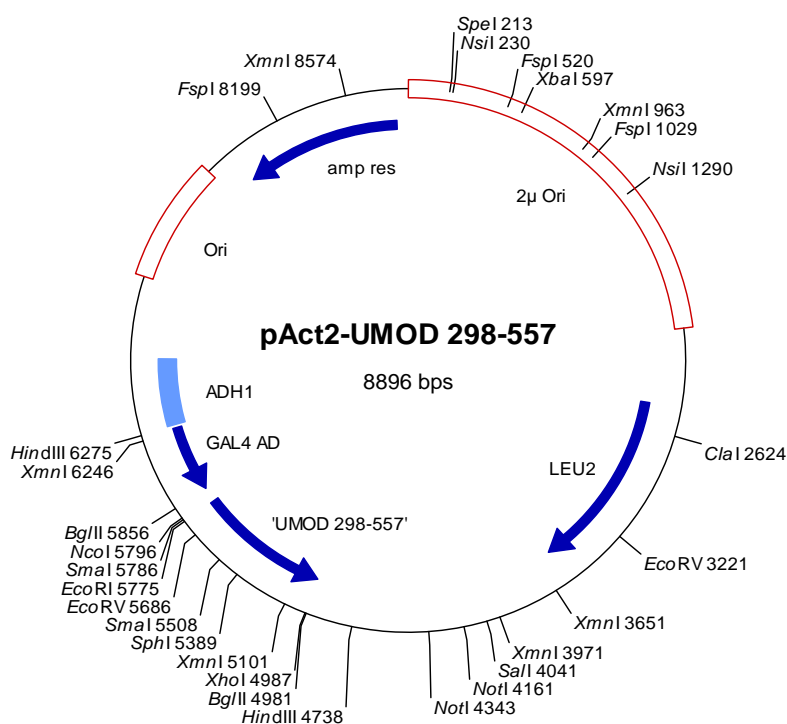 SpeI 213
NsiI 230
FspI 520
XbaI 597
XmnI 963
FspI 1029
NsiI 1290
2µ Ori
XmnI 8574
FspI 8199
amp res
Ori
pAct2-UMOD 298-557
8896 bps
ADH1
GAL4 AD
'UMOD 298-557'
LEU2
ClaI 2624
EcoRV 3221
XmnI 3651
XmnI 3971
SalI 4041
NotI 4161
NotI 4343
HindIII 6275
XmnI 6246
BglII 5856
NcoI 5796
SmaI 5786
EcoRI 5775
EcoRV 5686
SmaI 5508
SphI 5389
XmnI 5101
XhoI 4987
BglII 4981
HindIII 4738